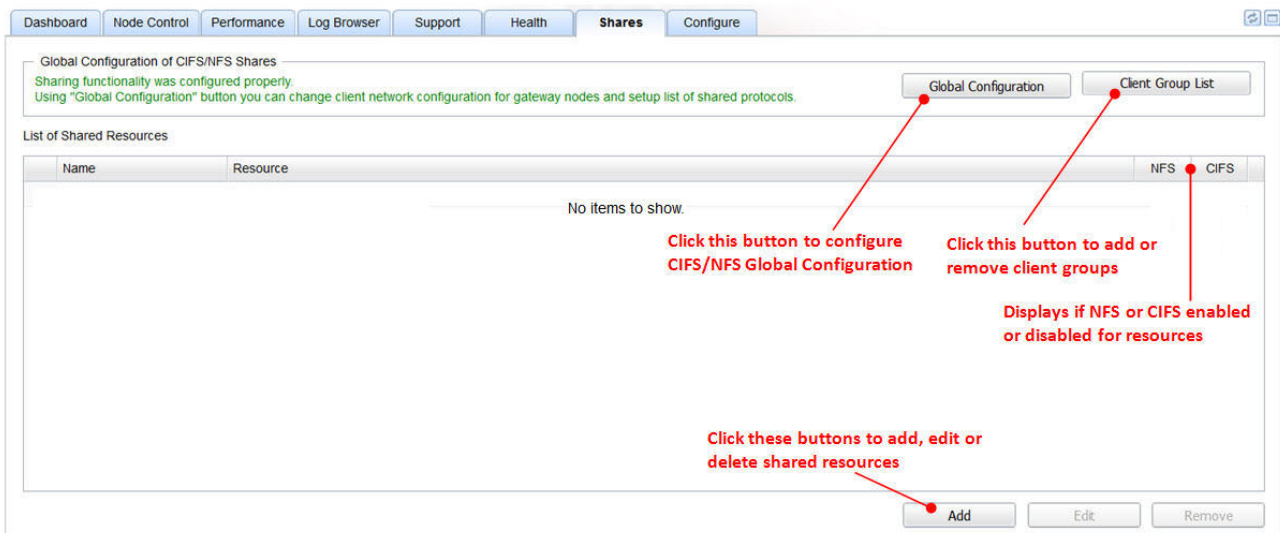 Dashboard Node Control Performance Log Browser Support Health Shares Configure
Global Configuration of CIFS/NFS Shares
Sharing functionality was configured properly.
Using "Global Configuration" button you can change client network configuration for gateway nodes and setup list of shared protocols.
Global Configuration
Client Group List
List of Shared Resources
Name Resource NFS CIFS
No items to show.
Click this button to configure
CIFS/NFS Global Configuration
Click this button to add or
remove client groups
Displays if NFS or CIFS enabled
or disabled for resources
Click these buttons to add, edit or
delete shared resources
Add Edit Remove